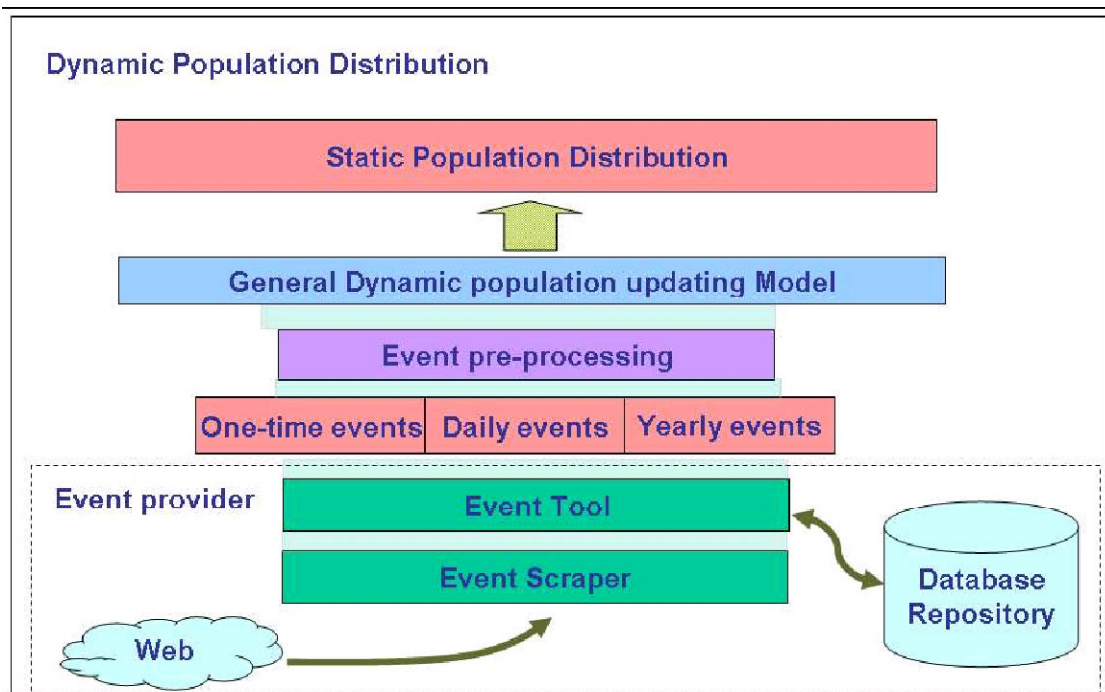 Dynamic Population Distribution
Static Population Distribution
General Dynamic population updating Model
Event pre-processing
One-time events
Daily events
Yearly events
Event provider
Event Tool
Event Scraper
Database
Repository
Web